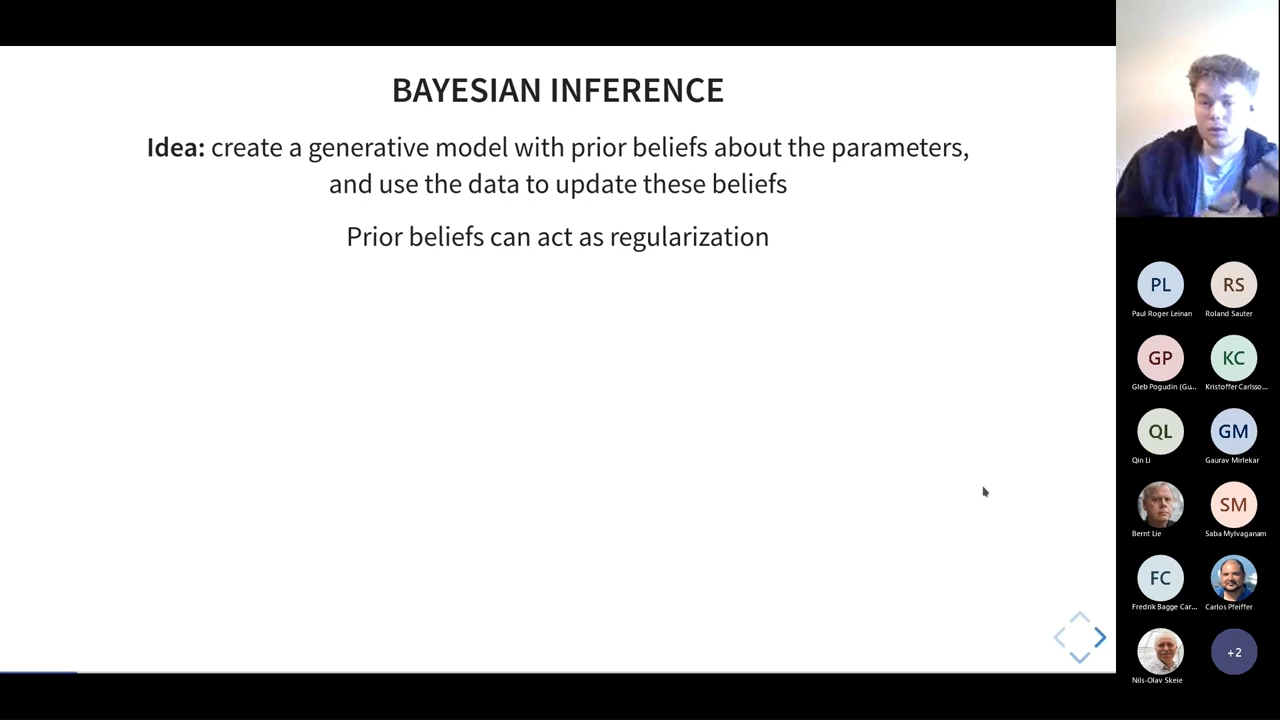 BAYESIAN INFERENCE
Idea: create a generative model with prior beliefs about the parameters,
and use the data to update these beliefs
Prior beliefs can act as regularization
PL
RS
Paul Roger Leinan
Roland Sauter
GP
KC
Gleb Pogudin (Gu...
Kristoffer Carlsso...
QL
GM
Qin Li
Gaurav Mirlekar
SM
Bernt Lie
Saba Mylvaganam
FC
Fredrik Bagge Car...
Carlos Pfeiffer
+2
Nils-Olav Skeie